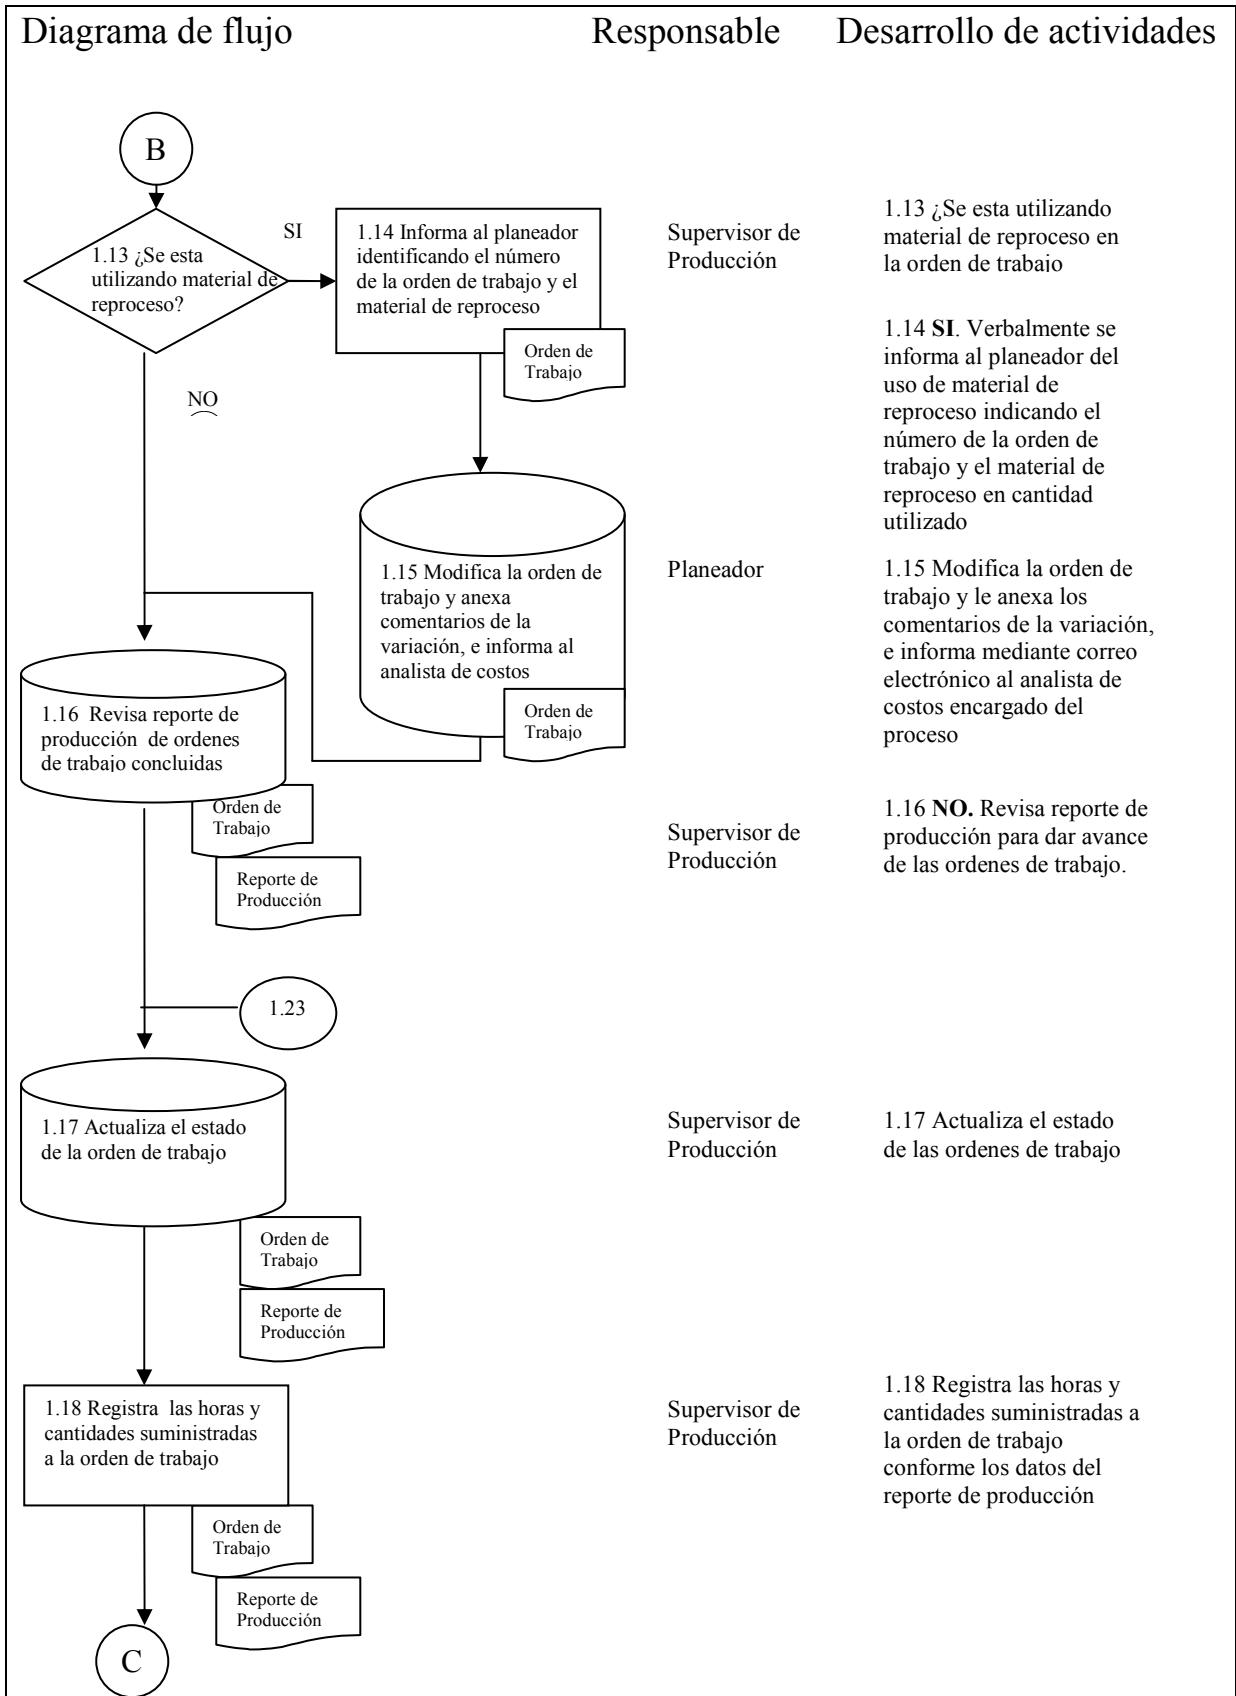 Diagrama de flujo
Responsable
Desarrollo de actividades
B
1.13 ¿Se esta
utilizando material de
reproceso?
SI
1.14 Informa al planeador
identificando el número
de la orden de trabajo y el
material de reproceso
Orden de
Trabajo
Supervisor de
Producción
1.13 ¿Se esta utilizando
material de reproceso en
la orden de trabajo
1.14 SI. Verbalmente se
informa al planeador del
uso de material de
reproceso indicando el
número de la orden de
trabajo y el material de
reproceso en cantidad
utilizado
NO
1.15 Modifica la orden de
trabajo y anexa
comentarios de la
variación, e informa al
analista de costos
Orden de
Trabajo
Planeador
1.15 Modifica la orden de
trabajo y le anexa los
comentarios de la variación,
e informa mediante correo
electrónico al analista de
costos encargado del
proceso
1.16 Revisa reporte de
producción de ordenes
de trabajo concluidas
Orden de
Trabajo
Reporte de
Producción
Supervisor de
Producción
1.16 NO. Revisa reporte de
producción para dar avance
de las ordenes de trabajo.
1.23
1.17 Actualiza el estado
de la orden de trabajo
Orden de
Trabajo
Reporte de
Producción
Supervisor de
Producción
1.17 Actualiza el estado
de las ordenes de trabajo
1.18 Registra las horas y
cantidades suministradas
a la orden de trabajo
Orden de
Trabajo
Reporte de
Producción
Supervisor de
Producción
1.18 Registra las horas y
cantidades suministradas a
la orden de trabajo
conforme los datos del
reporte de producción
C